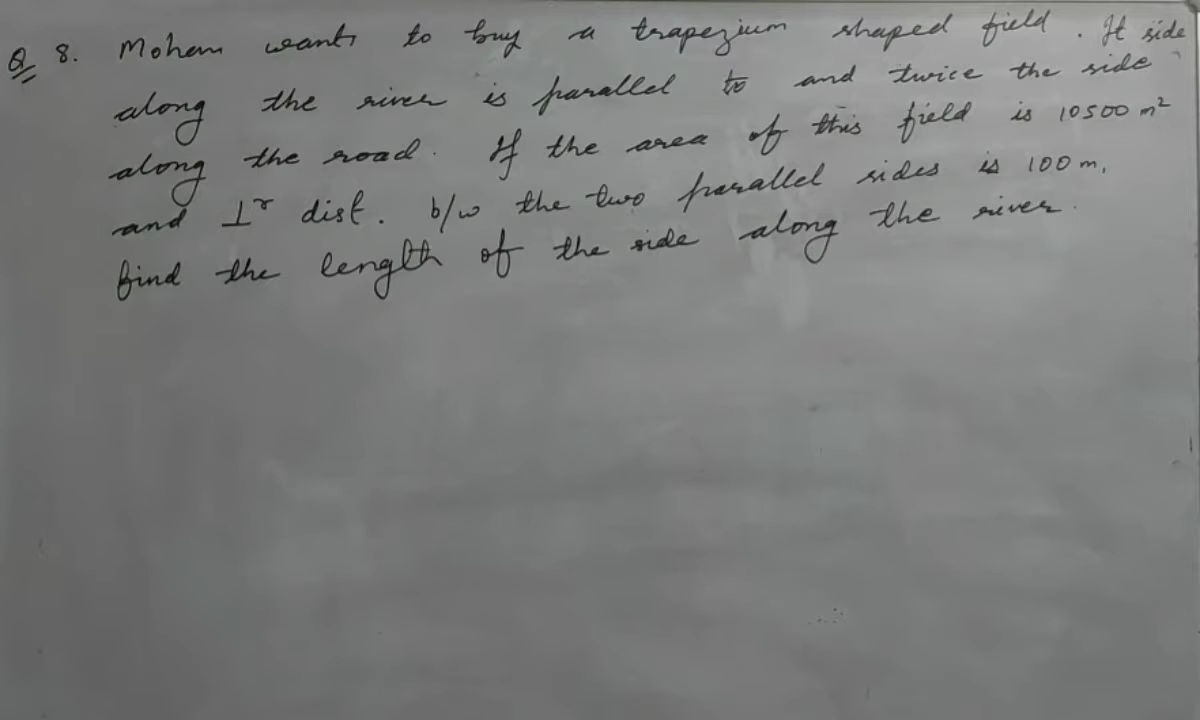 Q 8. Mohan wants to buy a trapezium shaped field. It side
along the river is parallel to and twice the side
along the road. If the area of this field is 10500 m²
and ⊥r dist. b/w the two parallel sides is 100 m.
find the length of the side along the river.